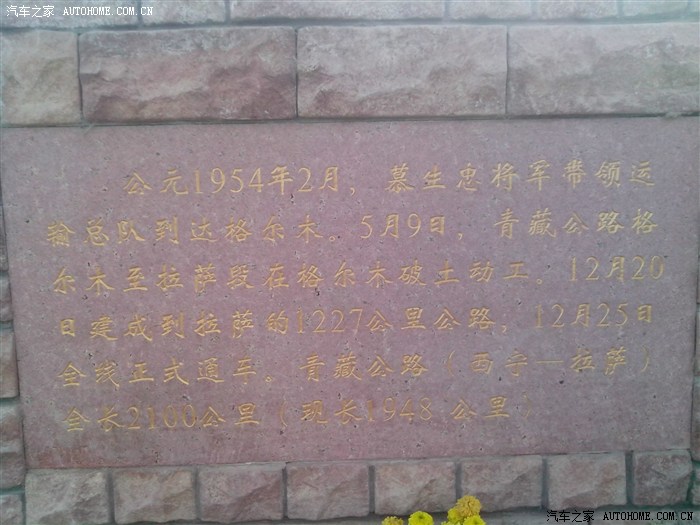 汽车之家 AUTOHOME.COM.CN
公元1954年2月，慕生忠将军带领运
输总队到达格尔木。5月9日，青藏公路格
尔木至拉萨段在格尔木破土动工。12月20
日建成到拉萨的1227公里公路，12月25日
全线正式通车。青藏公路（西宁—拉萨）
全长2160公里（现长1948 公里）
汽车之家 AUTOHOME.COM.CN